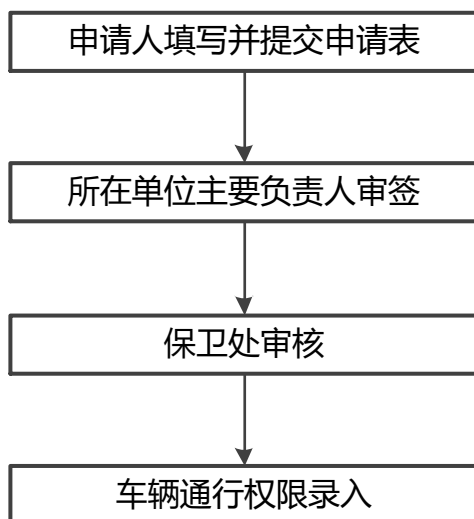 申请人填写并提交申请表
所在单位主要负责人审签
保卫处审核
车辆通行权限录入